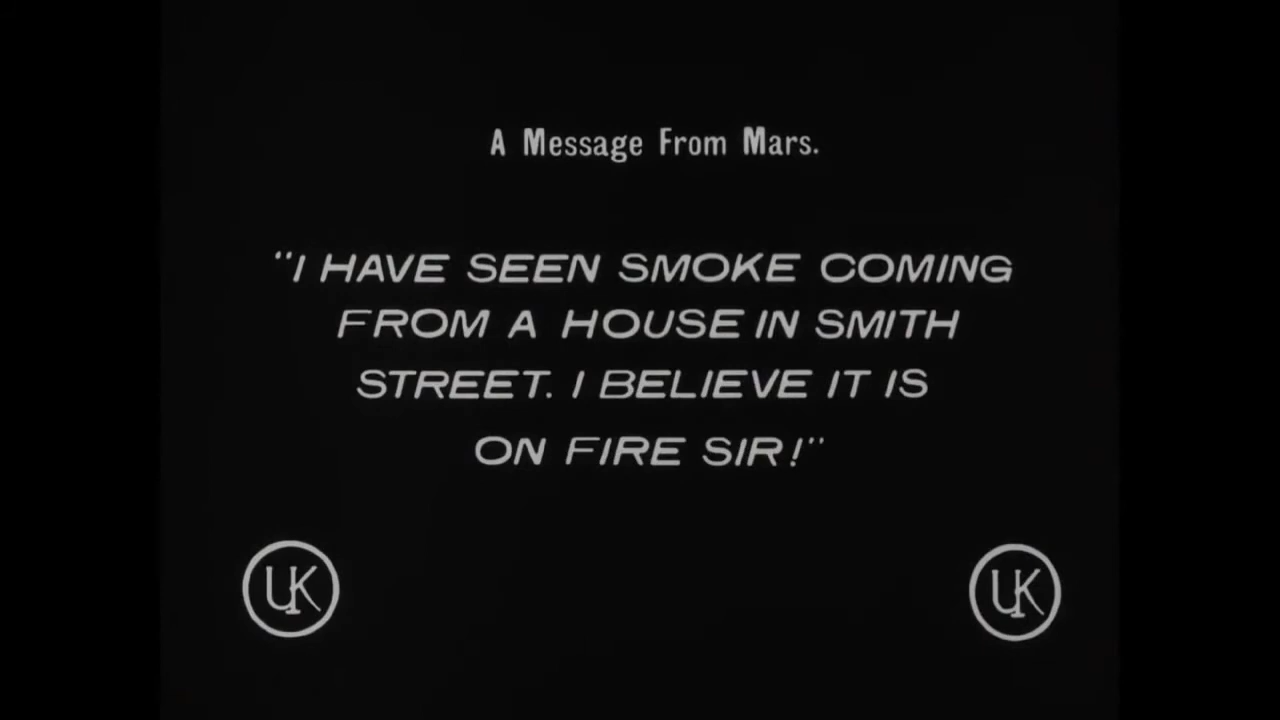 A Message From Mars.
"I HAVE SEEN SMOKE COMING
FROM A HOUSE IN SMITH
STREET. I BELIEVE IT IS
ON FIRE SIR!"
UK UK